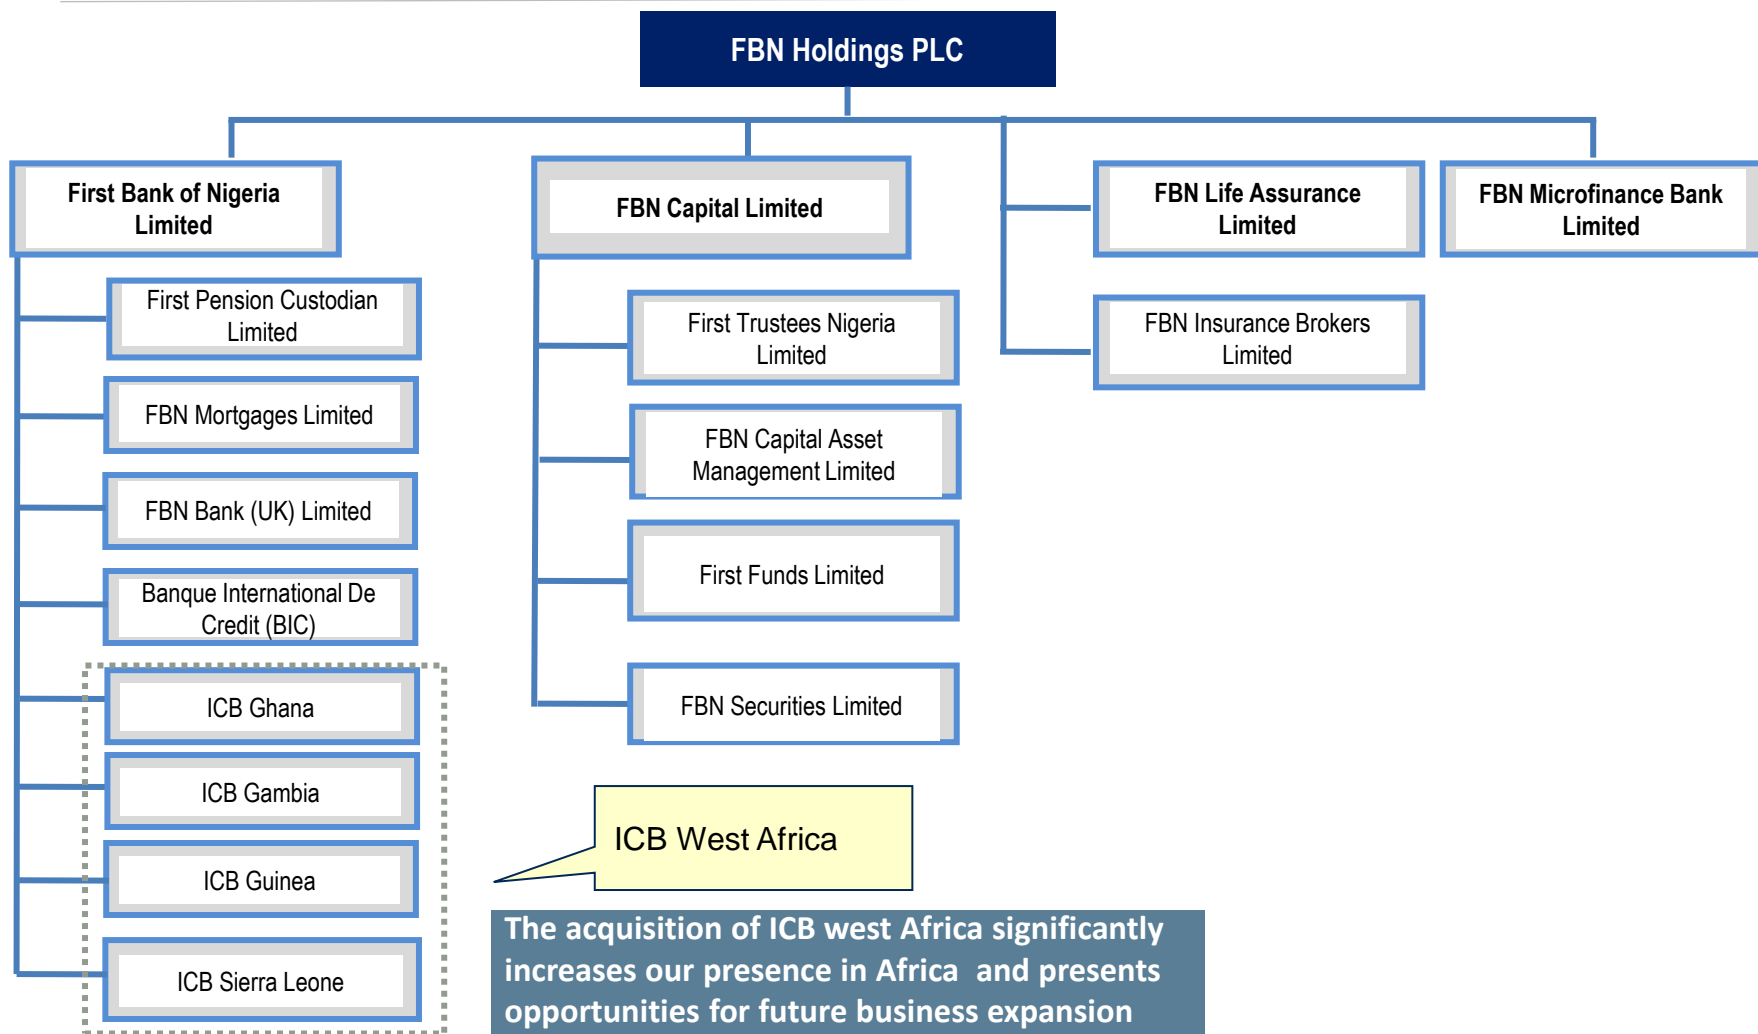 FBN Holdings PLC
First Bank of Nigeria
Limited
FBN Capital Limited
FBN Life Assurance
Limited
FBN Microfinance Bank
Limited
First Pension Custodian
Limited
FBN Mortgages Limited
FBN Bank (UK) Limited
Banque International De
Credit (BIC)
ICB Ghana
ICB Gambia
ICB Guinea
ICB Sierra Leone
First Trustees Nigeria
Limited
FBN Capital Asset
Management Limited
First Funds Limited
FBN Securities Limited
FBN Insurance Brokers
Limited
ICB West Africa
The acquisition of ICB west Africa significantly
increases our presence in Africa  and presents
opportunities for future business expansion